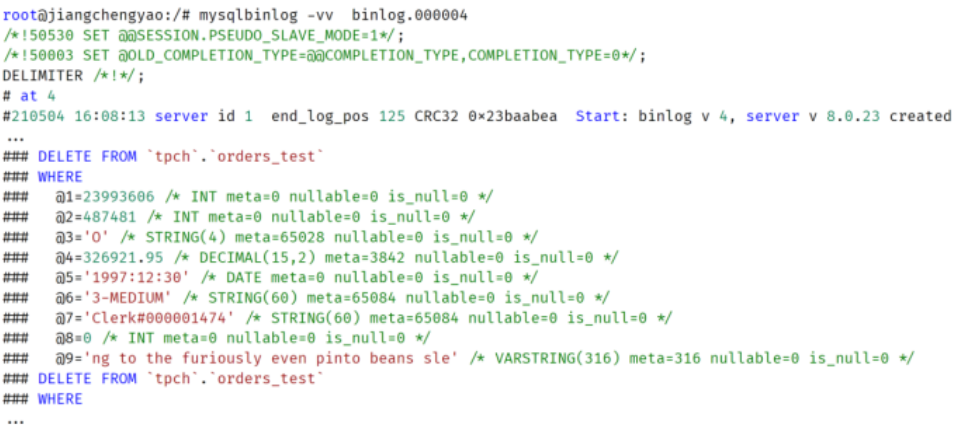 root@jiangchengyao:/# mysqlbinlog -vv  binlog.000004
/*!50530 SET @@SESSION.PSEUDO_SLAVE_MODE=1*/;
/*!50003 SET @OLD_COMPLETION_TYPE=@@COMPLETION_TYPE,COMPLETION_TYPE=0*/;
DELIMITER /*!*/;
# at 4
#210504 16:08:13 server id 1  end_log_pos 125 CRC32 0×23baabea  Start: binlog v 4, server v 8.0.23 created
...
### DELETE FROM `tpch`.`orders_test`
### WHERE
###   @1=23993606 /* INT meta=0 nullable=0 is_null=0 */
###   @2=487481 /* INT meta=0 nullable=0 is_null=0 */
###   @3='O' /* STRING(4) meta=65028 nullable=0 is_null=0 */
###   @4=326921.95 /* DECIMAL(15,2) meta=3842 nullable=0 is_null=0 */
###   @5='1997:12:30' /* DATE meta=0 nullable=0 is_null=0 */
###   @6='3-MEDIUM' /* STRING(60) meta=65084 nullable=0 is_null=0 */
###   @7='Clerk#000001474' /* STRING(60) meta=65084 nullable=0 is_null=0 */
###   @8=0 /* INT meta=0 nullable=0 is_null=0 */
###   @9='ng to the furiously even pinto beans sle' /* VARSTRING(316) meta=316 nullable=0 is_null=0 */
### DELETE FROM `tpch`.`orders_test`
### WHERE
...